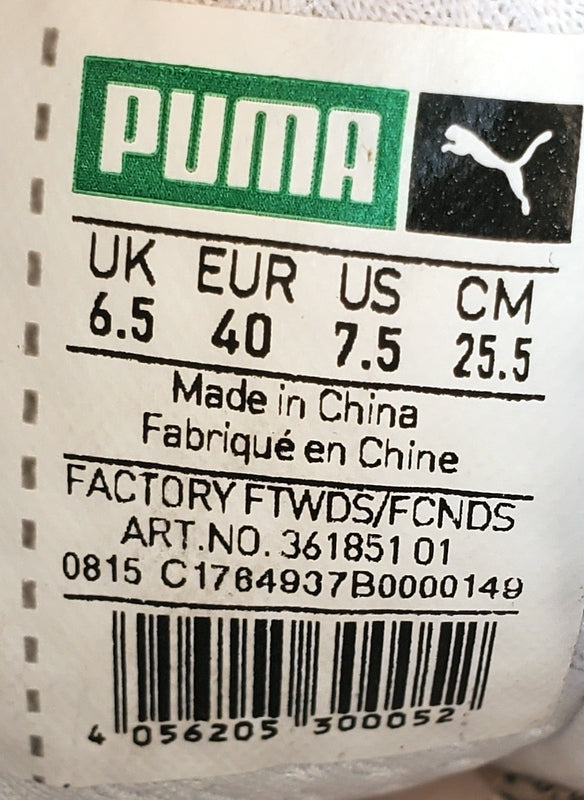 PUMA
UK EUR US CM
6.5 40 7.5 25.5
Made in China
Fabriqué en Chine
FACTORY FTWDS/FCNDS
ART.NO. 361851 01
0815 C1764937B0000149
4 056205 300052